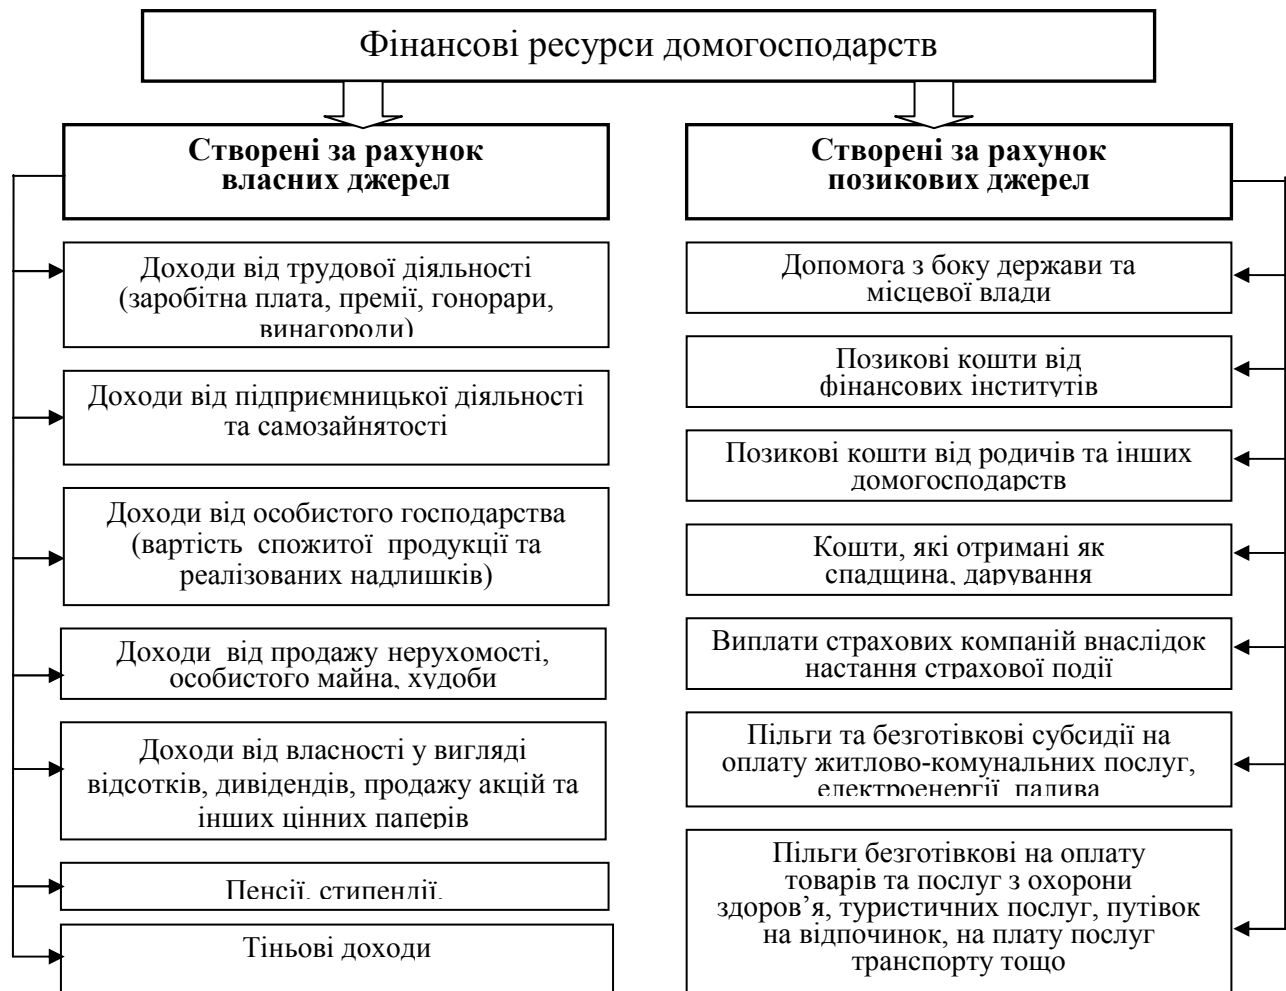 Фінансові ресурси домогосподарств
Створені за рахунок
власних джерел
Доходи від трудової діяльності
(заробітна плата, премії, гонорари,
винагороди)
Доходи від підприємницької діяльності
та самозайнятості
Доходи від особистого господарства
(вартість спожитої продукції та
реалізованих надлишків)
Доходи від продажу нерухомості,
особистого майна, худоби
Доходи від власності у вигляді
відсотків, дивідендів, продажу акцій та
інших цінних паперів
Пенсії, стипендії,
Тіньові доходи
Створені за рахунок
позикових джерел
Допомога з боку держави та
місцевої влади
Позикові кошти від
фінансових інститутів
Позикові кошти від родичів та інших
домогосподарств
Кошти, які отримані як
спадщина, дарування
Виплати страхових компаній внаслідок
настання страхової події
Пільги та безготівкові субсидії на
оплату житлово-комунальних послуг,
електроенергії, палива
Пільги безготівкові на оплату
товарів та послуг з охорони
здоров’я, туристичних послуг, путівок
на відпочинок, на плату послуг
транспорту тощо